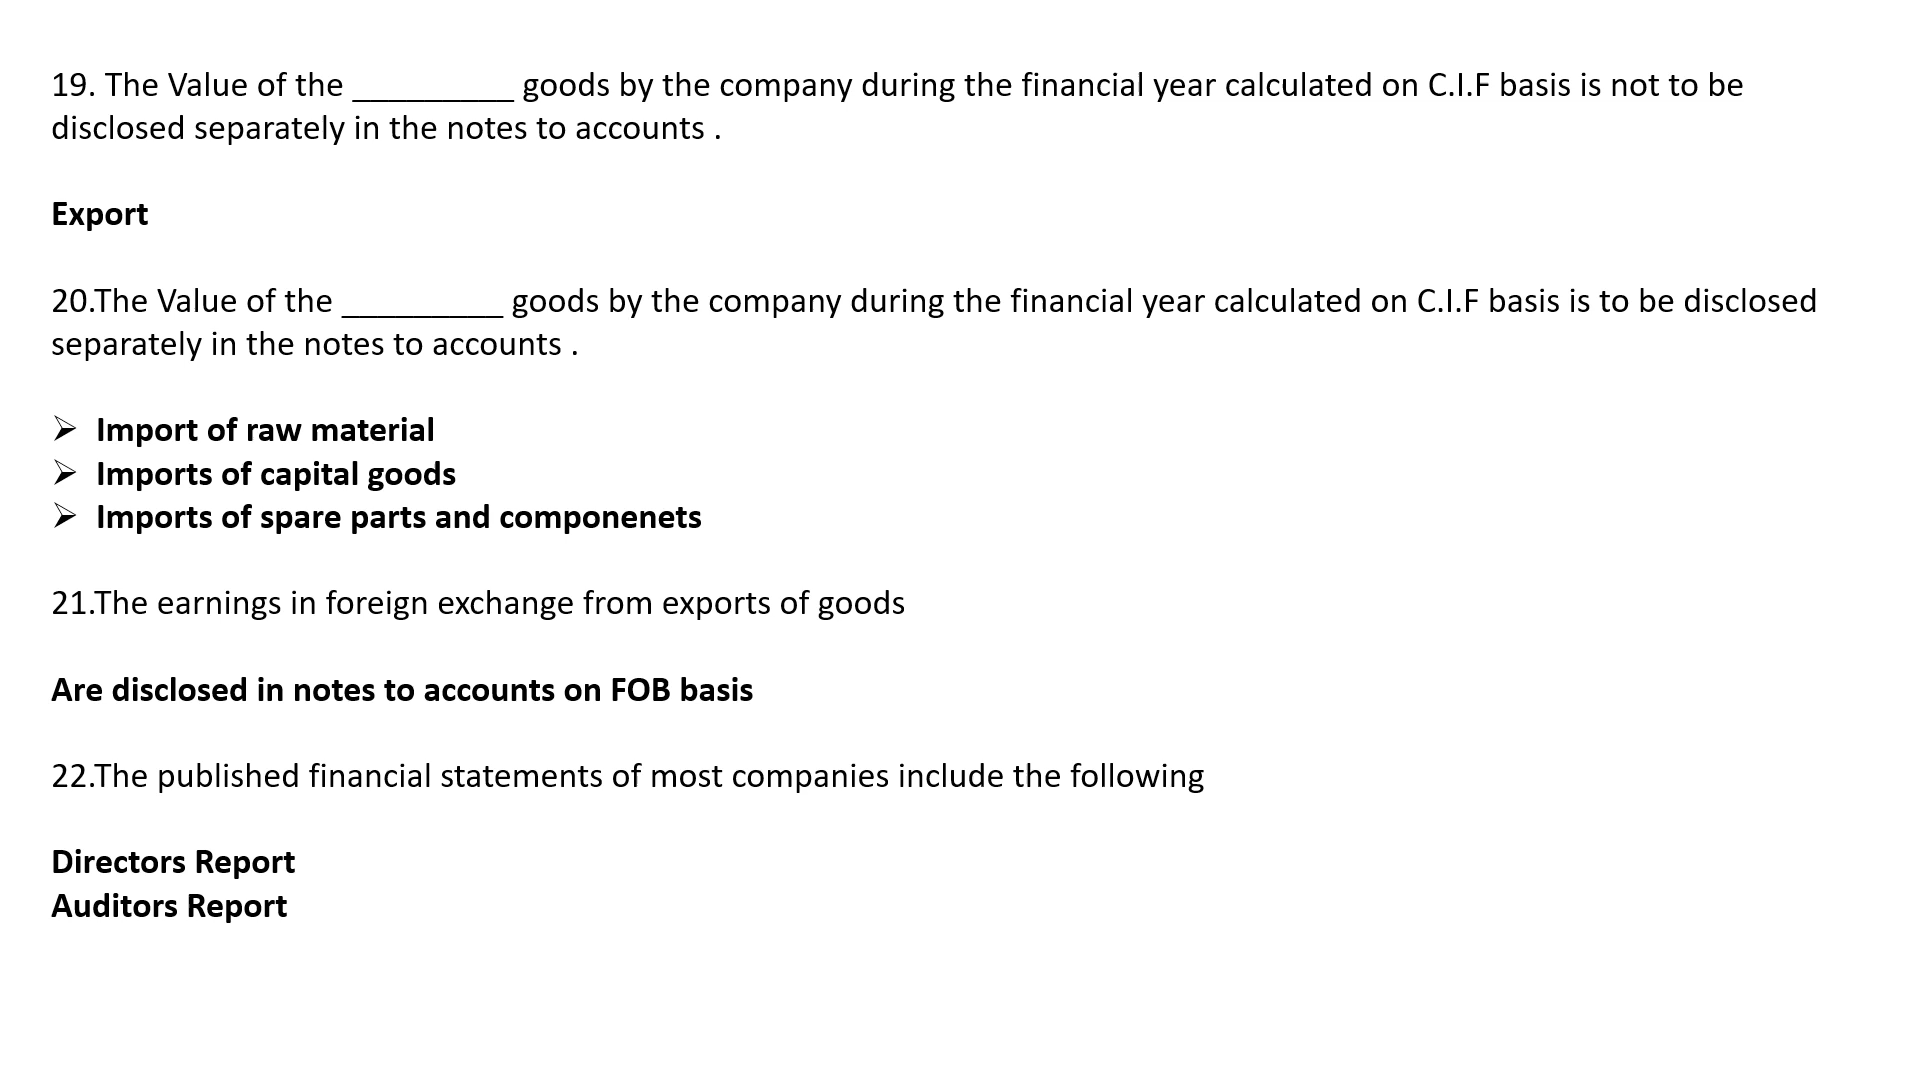 19. The Value of the _________ goods by the company during the financial year calculated on C.I.F basis is not to be
disclosed separately in the notes to accounts .
Export
20.The Value of the _________ goods by the company during the financial year calculated on C.I.F basis is to be disclosed
separately in the notes to accounts .
➢ Import of raw material
➢ Imports of capital goods
➢ Imports of spare parts and componenets
21.The earnings in foreign exchange from exports of goods
Are disclosed in notes to accounts on FOB basis
22.The published financial statements of most companies include the following
Directors Report
Auditors Report